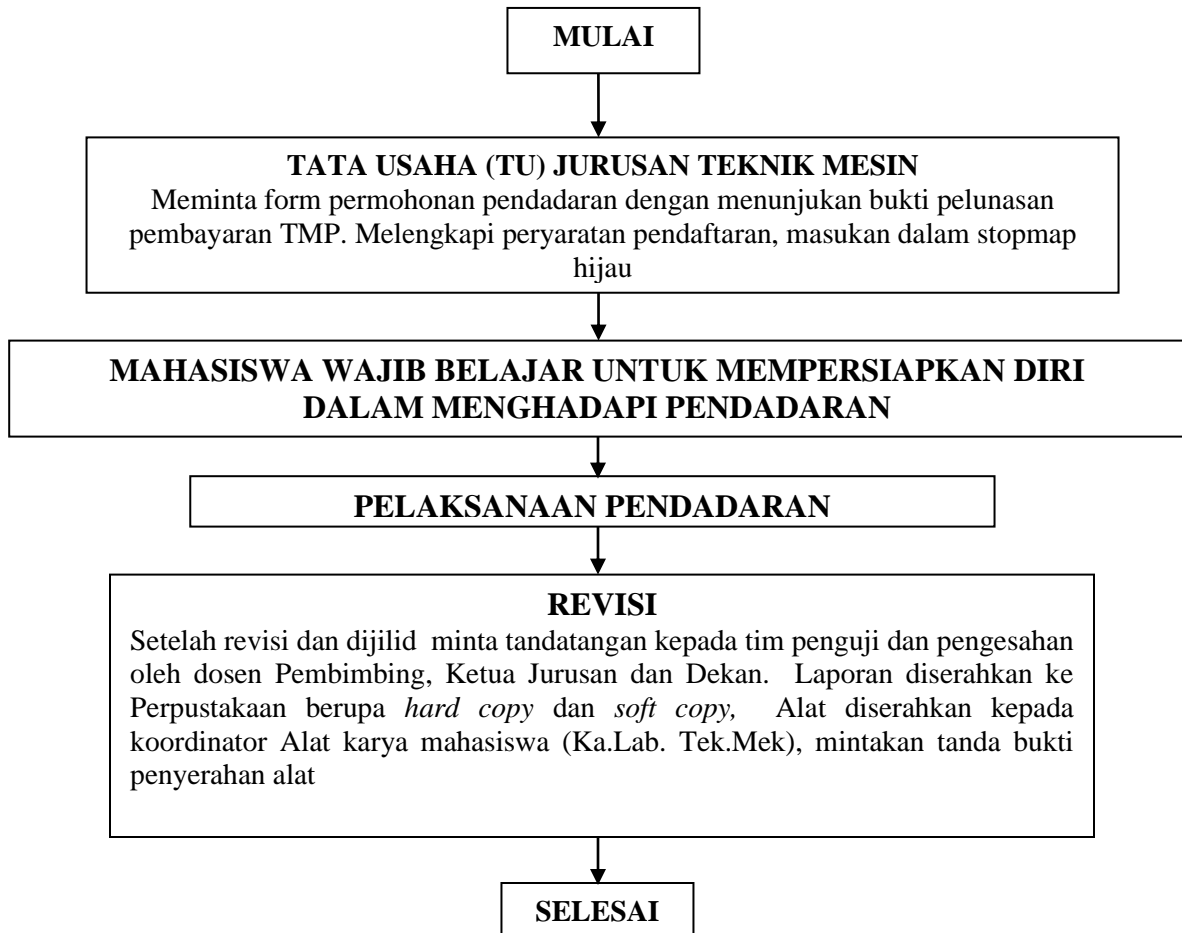 MULAI
TATA USAHA (TU) JURUSAN TEKNIK MESIN
Meminta form permohonan pendadaran dengan menunjukan bukti pelunasan
pembayaran TMP. Melengkapi peryaratan pendaftaran, masukan dalam stopmap
hijau
MAHASISWA WAJIB BELAJAR UNTUK MEMPERSIAPKAN DIRI
DALAM MENGHADAPI PENDADARAN
PELAKSANAAN PENDADARAN
REVISI
Setelah revisi dan dijilid minta tandatangan kepada tim penguji dan pengesahan
oleh dosen Pembimbing, Ketua Jurusan dan Dekan. Laporan diserahkan ke
Perpustakaan berupa hard copy dan soft copy, Alat diserahkan kepada
koordinator Alat karya mahasiswa (Ka.Lab. Tek.Mek), mintakan tanda bukti
penyerahan alat
SELESAI